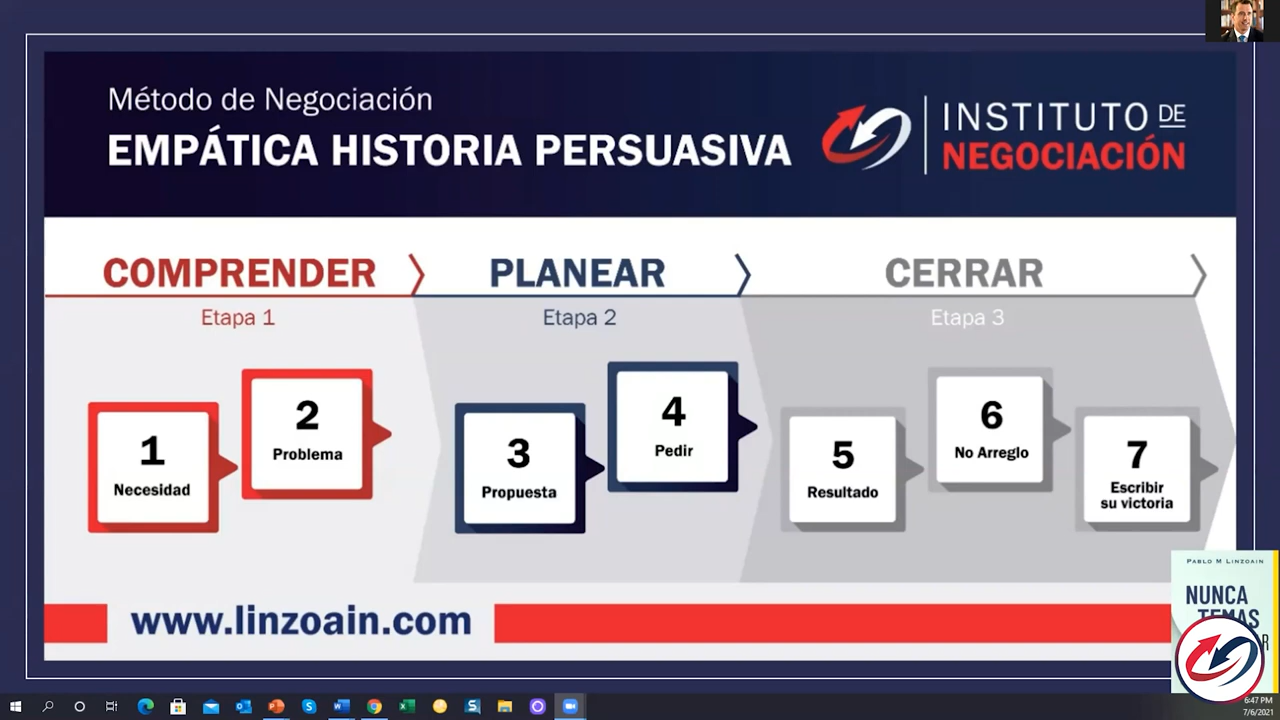 Método de Negociación
EMPÁTICA HISTORIA PERSUASIVA
INSTITUTO DE
NEGOCIACIÓN
COMPRENDER
Etapa 1
PLANEAR
Etapa 2
CERRAR
Etapa 3
1
Necesidad
2
Problema
3
Propuesta
4
Pedir
5
Resultado
6
No Arreglo
7
Escribir
su victoria
www.linzoain.com
PABLO M LINZOAIN
NUNCA
TEMAS
6:47 PM
7/6/2021